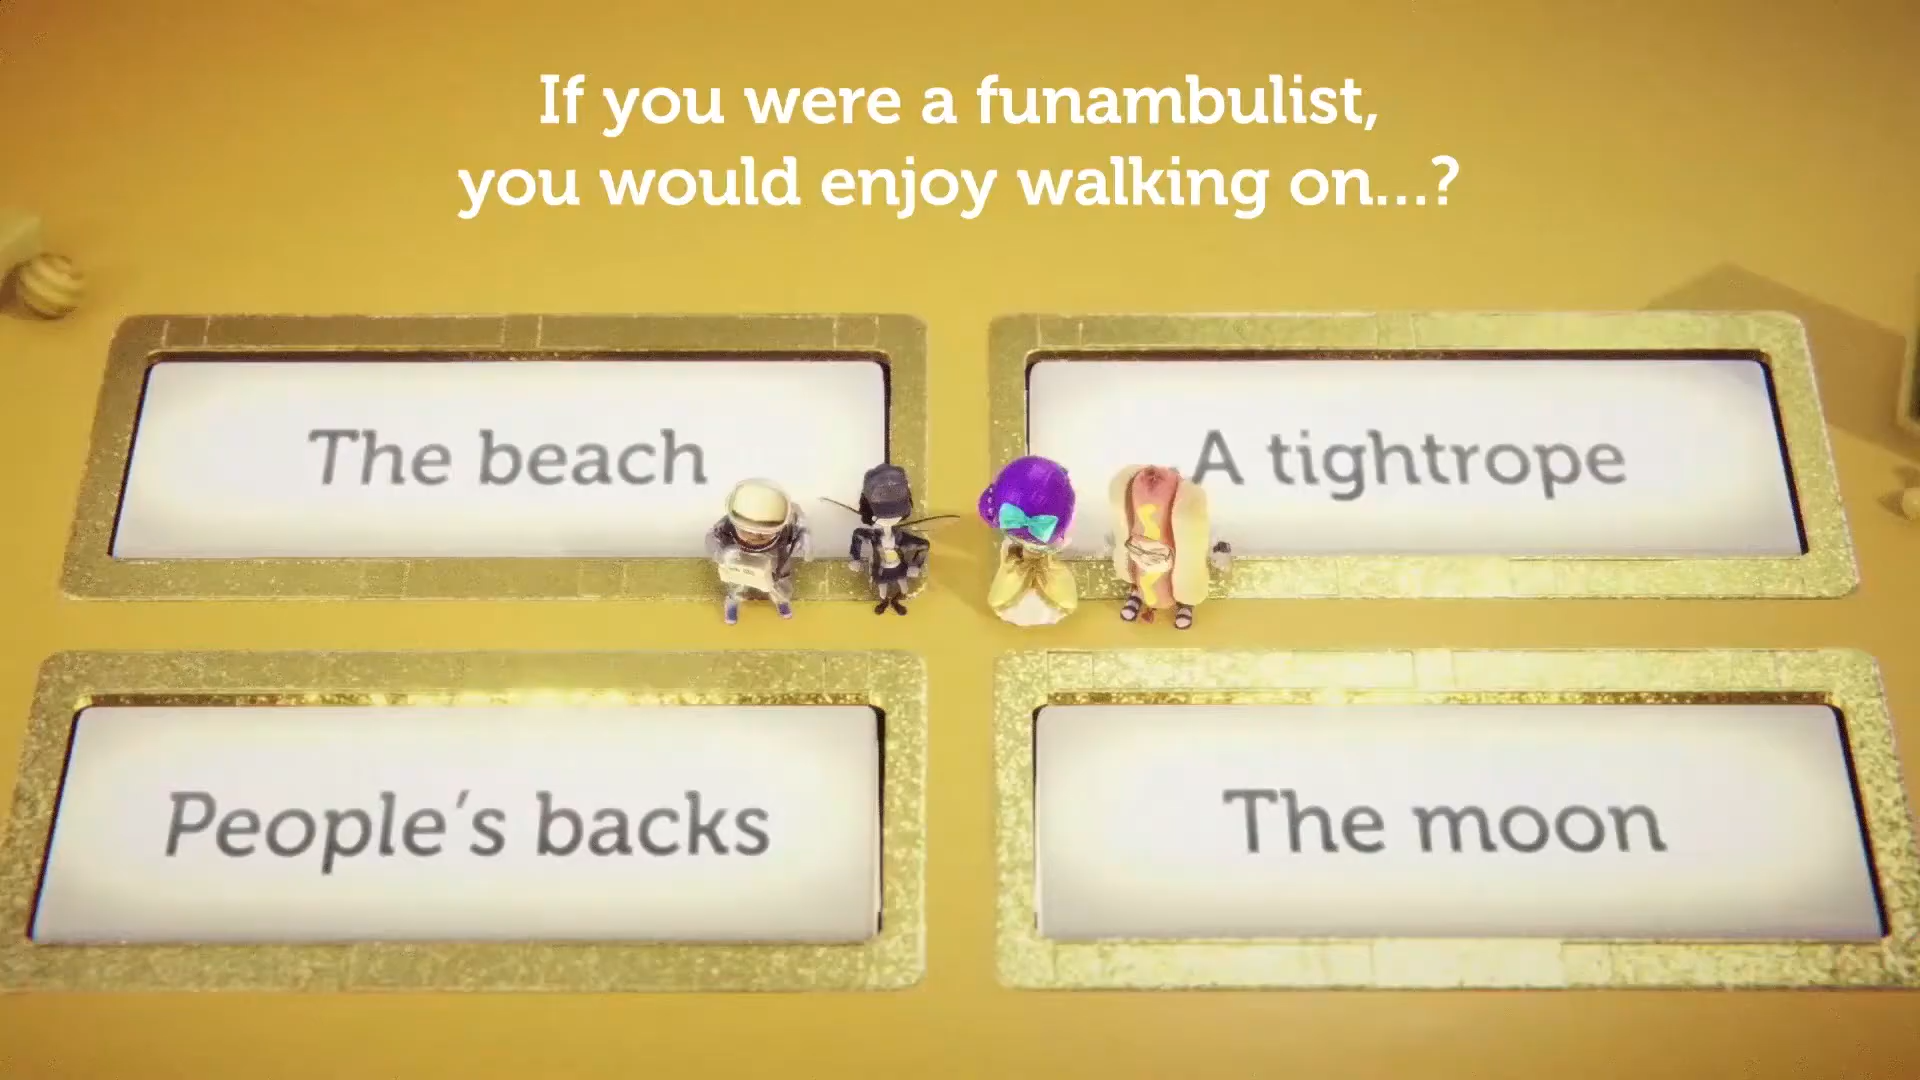 If you were a funambulist,
you would enjoy walking on...?
The beach
A tightrope
People's backs
The moon